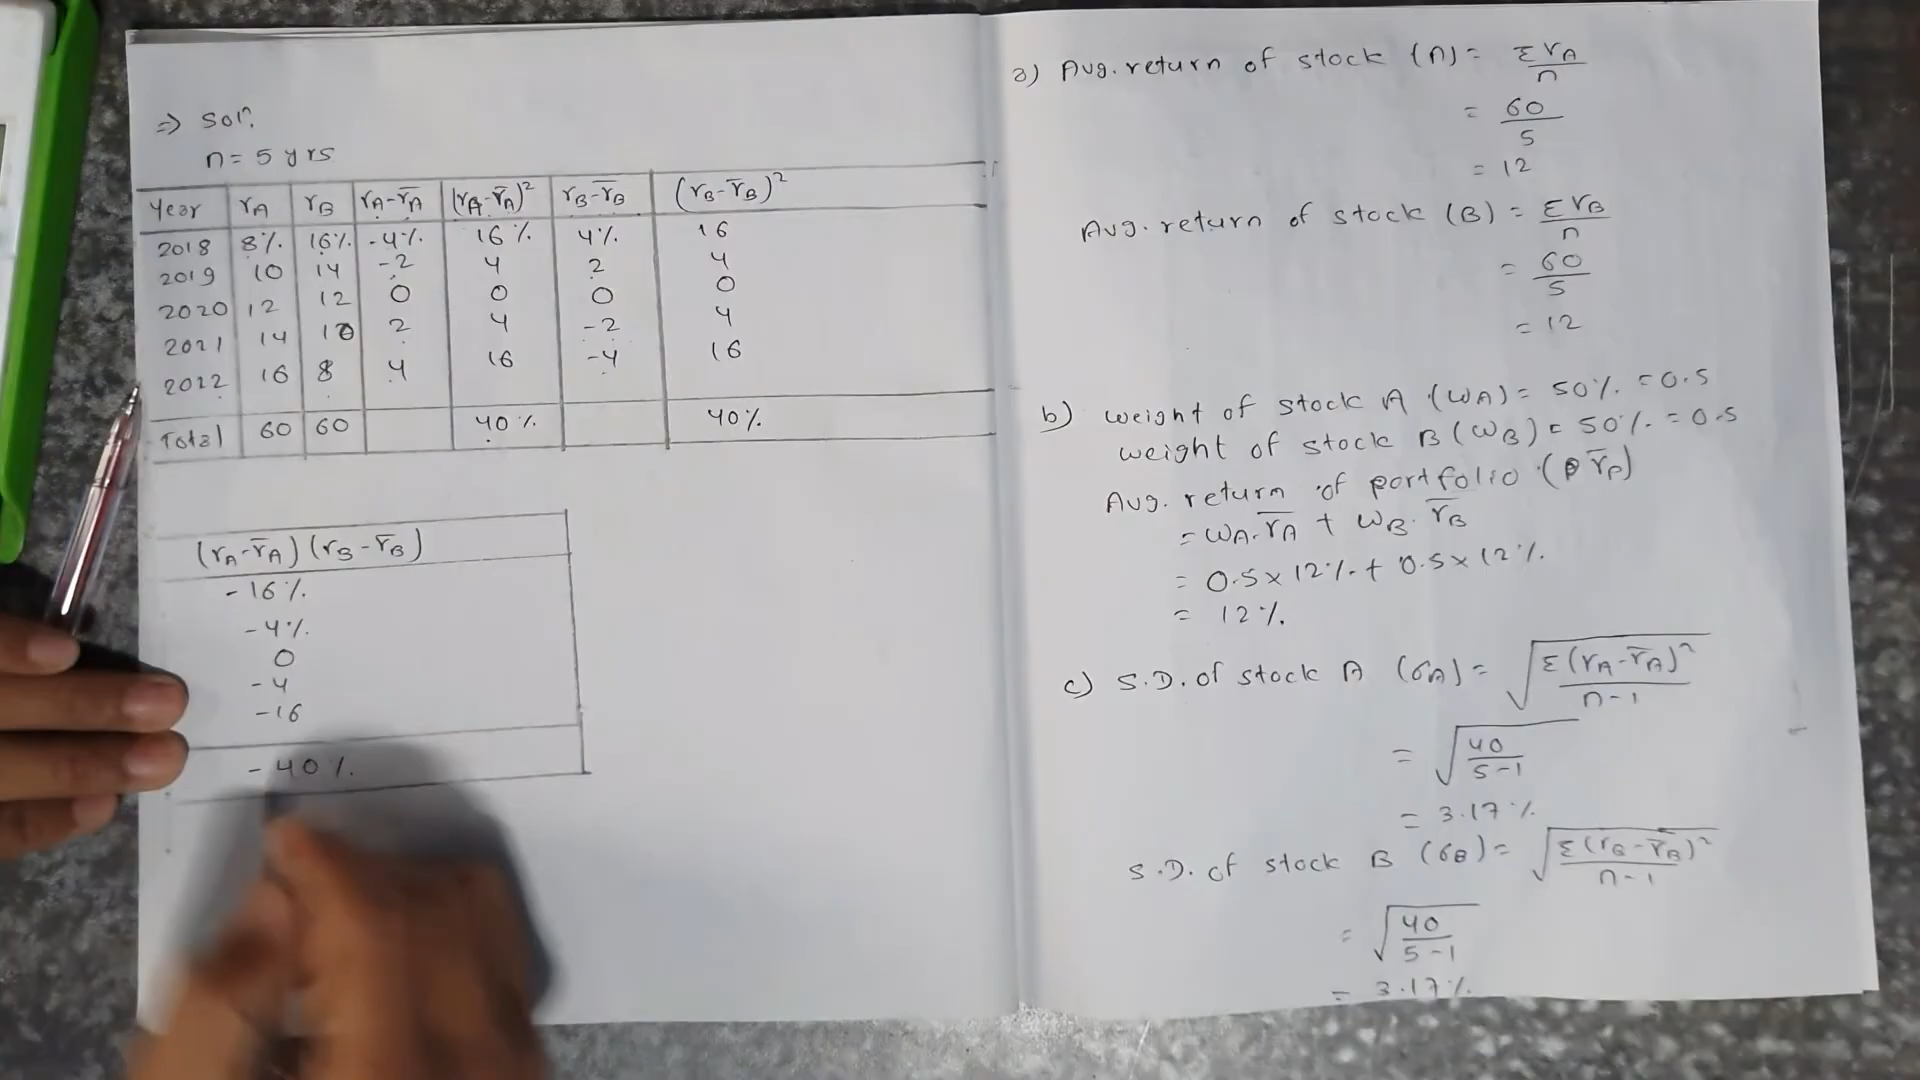 ⇒ Solⁿ.
n = 5 yrs
Year rA rB rA-r̄A (rA-r̄A)² rB-r̄B (rB-r̄B)²
2018 8% 16% -4% 16% 4% 16
2019 10 14 -2 4 2 4
2020 12 12 0 0 0 0
2021 14 10 2 4 -2 4
2022 16 8 4 16 -4 16
Total 60 60 40% 40%
(rA-r̄A)(rB-r̄B)
-16%
-4%
0
-4
-16
-40%
a) Avg. return of stock (A) = ΣrA/n
= 60/5
= 12
Avg. return of stock (B) = ΣrB/n
= 60/5
= 12
b) weight of stock A (wA) = 50% = 0.5
weight of stock B (wB) = 50% = 0.5
Avg. return of portfolio (r̄p)
= wA.r̄A + wB.r̄B
= 0.5×12% + 0.5×12%
= 12%
c) S.D. of stock A (σA) = √Σ(rA-r̄A)²/n-1
= √40/5-1
= 3.17%
S.D. of stock B (σB) = √Σ(rB-r̄B)²/n-1
= √40/5-1
= 3.17%